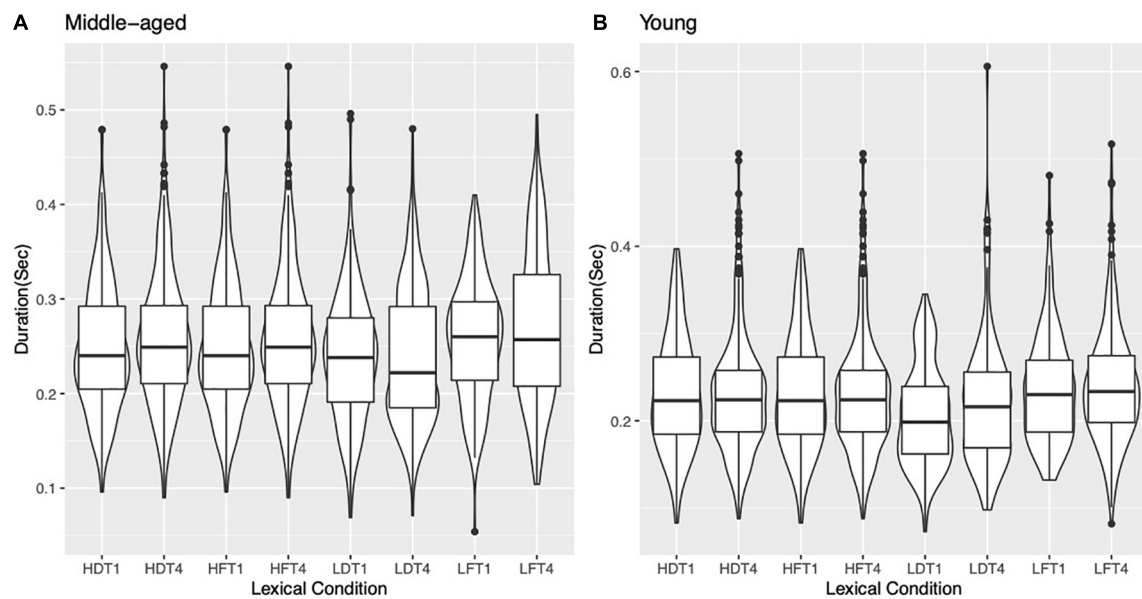 A Middle-aged
Duration(Sec)
0.5
0.4
0.3
0.2
0.1
HDT1 HDT4 HFT1 HFT4 LDT1 LDT4 LFT1 LFT4
Lexical Condition
B Young
Duration(Sec)
0.6
0.4
0.2
HDT1 HDT4 HFT1 HFT4 LDT1 LDT4 LFT1 LFT4
Lexical Condition